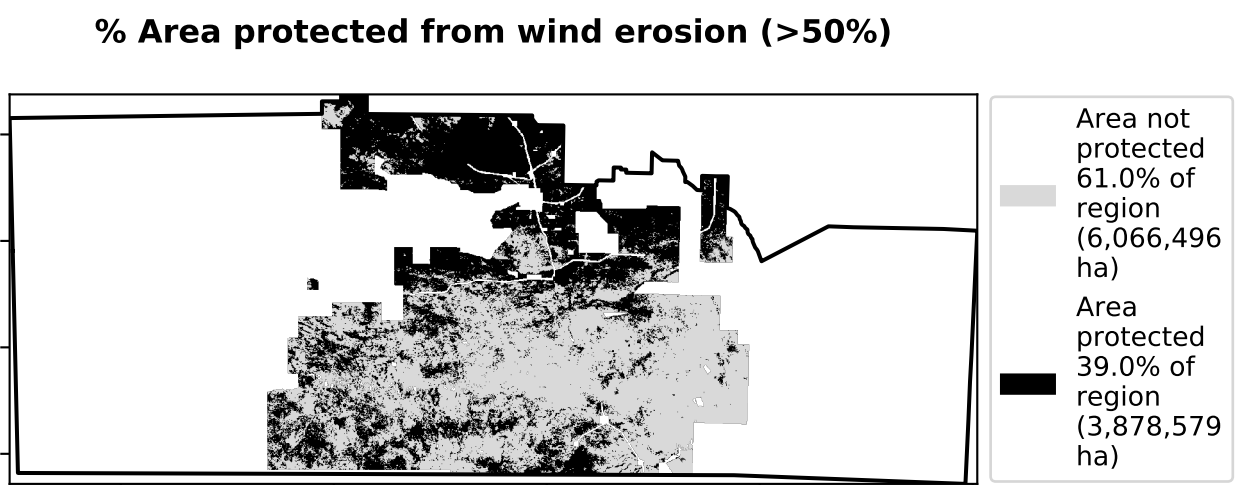 % Area protected from wind erosion (>50%)
Area not
protected
61.0% of
region
(6,066,496
ha)
Area
protected
39.0% of
region
(3,878,579
ha)